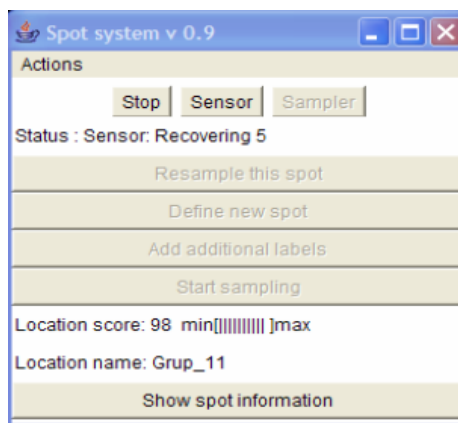 Spot system v 0.9
Actions
Stop Sensor Sampler
Status : Sensor: Recovering 5
Resample this spot
Define new spot
Add additional labels
Start sampling
Location score: 98 min[|||||||||| ]max
Location name: Grup_11
Show spot information